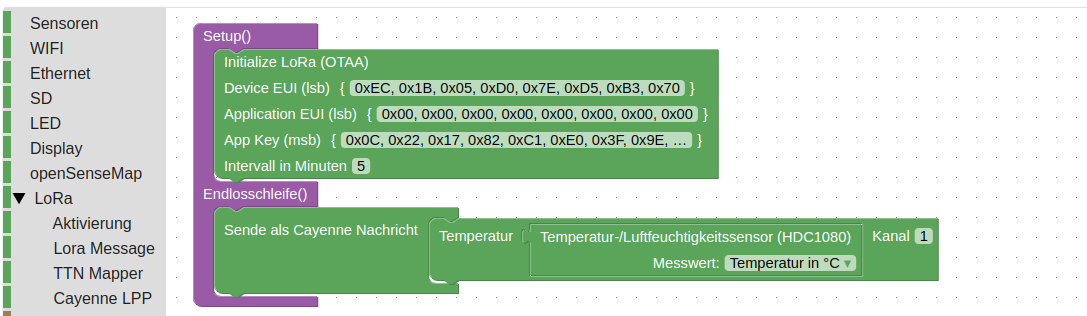 Sensoren
WIFI
Ethernet
SD
LED
Display
openSenseMap
LoRa
Aktivierung
Lora Message
TTN Mapper
Cayenne LPP
Setup()
Initialize LoRa (OTAA)
Device EUI (lsb) { 0xEC, 0x1B, 0x05, 0xD0, 0x7E, 0xD5, 0xB3, 0x70 }
Application EUI (lsb) { 0x00, 0x00, 0x00, 0x00, 0x00, 0x00, 0x00, 0x00 }
App Key (msb) { 0x0C, 0x22, 0x17, 0x82, 0xC1, 0xE0, 0x3F, 0x9E, ... }
Intervall in Minuten 5
Endlosschleife()
Sende als Cayenne Nachricht Temperatur Temperatur-/Luftfeuchtigkeitssensor (HDC1080) Kanal 1
Messwert: Temperatur in °C